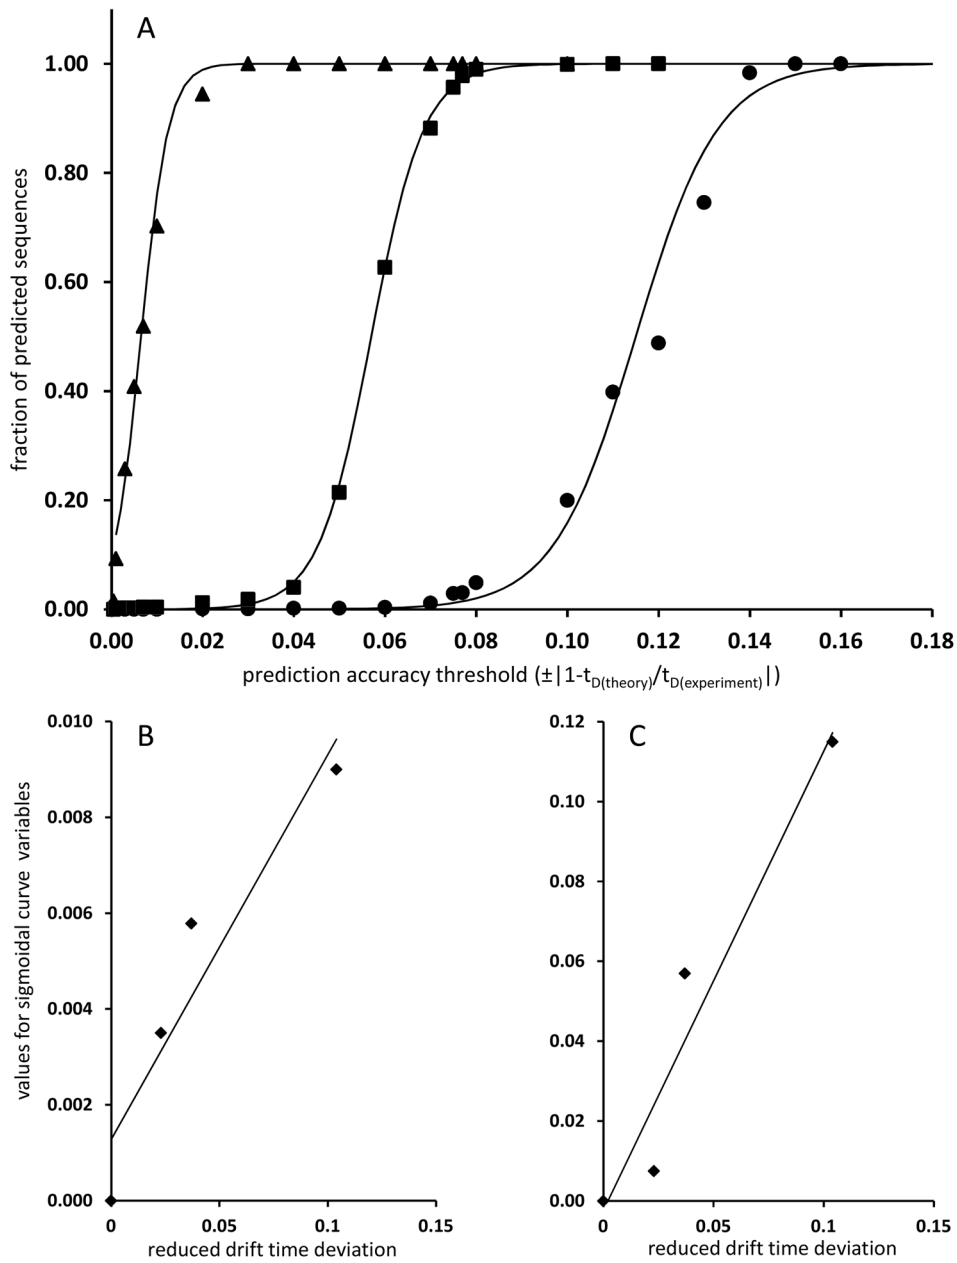 A
1.00
0.80
0.60
0.40
0.20
0.00
fraction of predicted sequences
0.00 0.02 0.04 0.06 0.08 0.10 0.12 0.14 0.16 0.18
prediction accuracy threshold (±|1-tD(theory)/tD(experiment)|)
B
0.010
0.008
0.006
0.004
0.002
0.000
values for sigmoidal curve variables
0 0.05 0.1 0.15
reduced drift time deviation
C
0.12
0.10
0.08
0.06
0.04
0.02
0.00
0 0.05 0.1 0.15
reduced drift time deviation